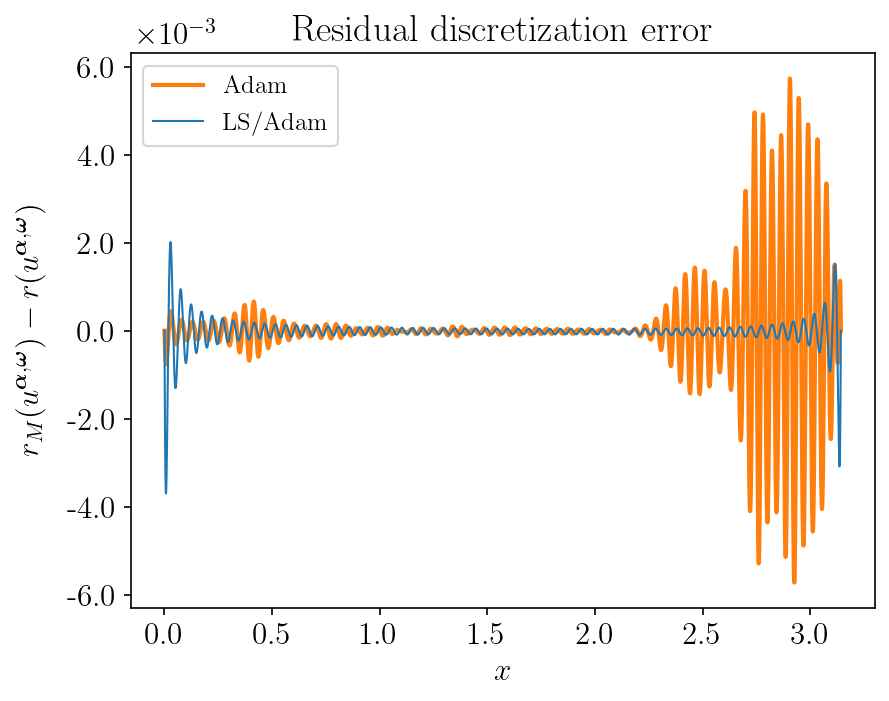 ×10⁻³
Residual discretization error
6.0
4.0
2.0
0.0
-2.0
-4.0
-6.0
Adam
LS/Adam
r_M(u^{α,ω}) − r(u^{α,ω})
0.0 0.5 1.0 1.5 2.0 2.5 3.0
x